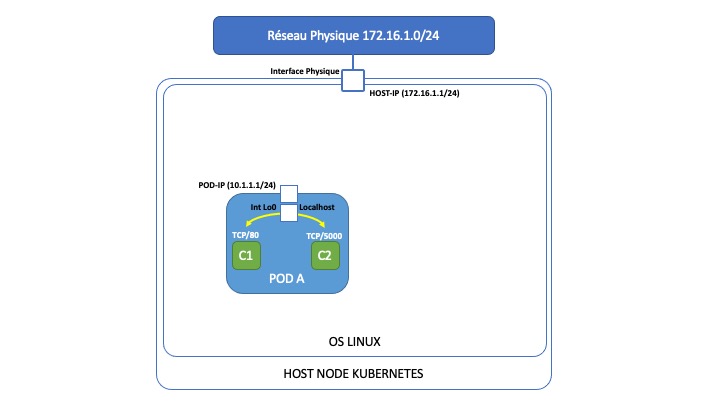 Réseau Physique 172.16.1.0/24
Interface Physique
HOST-IP (172.16.1.1/24)
POD-IP (10.1.1.1/24)
Int Lo0
Localhost
TCP/80
TCP/5000
C1
C2
POD A
OS LINUX
HOST NODE KUBERNETES